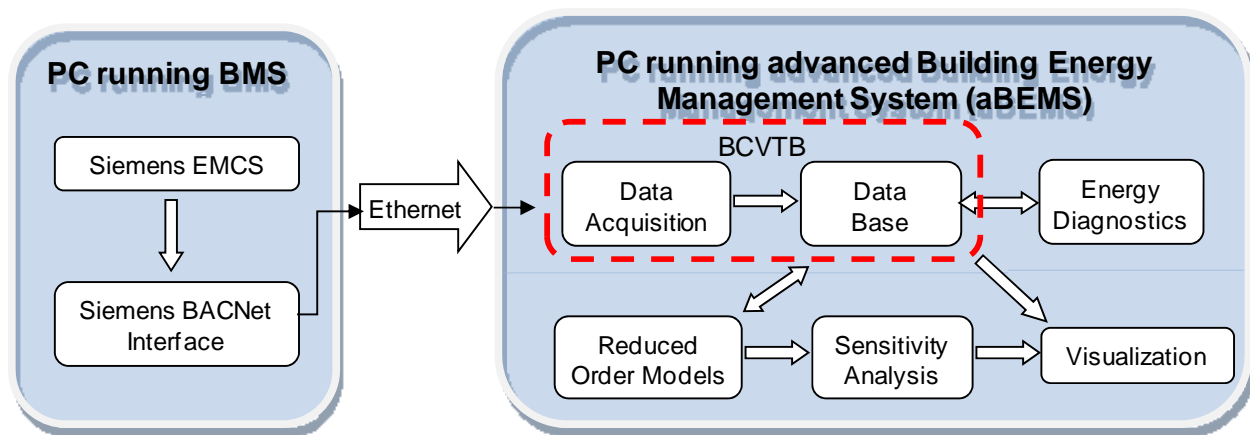 PC running BMS
Siemens EMCS
Siemens BACNet
Interface
Ethernet
PC running advanced Building Energy
Management System (aBEMS)
BCVTB
Data
Acquisition
Data
Base
Energy
Diagnostics
Reduced
Order Models
Sensitivity
Analysis
Visualization